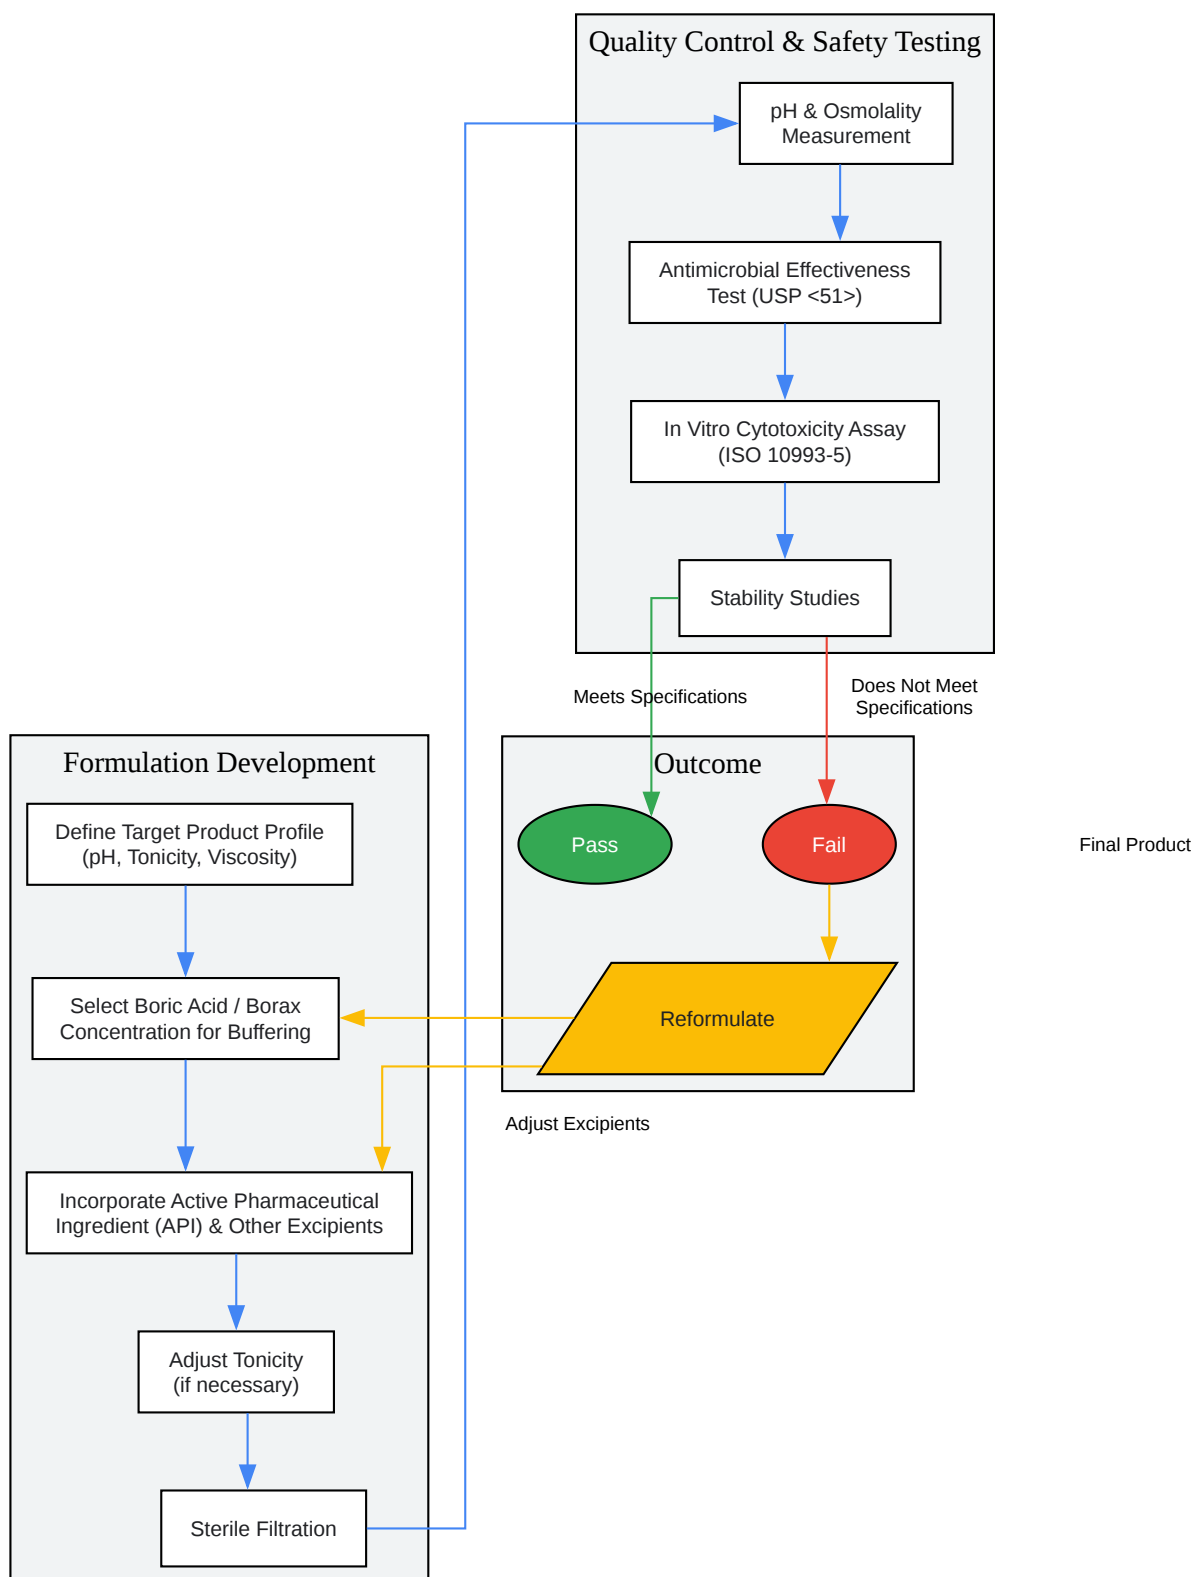 Quality Control & Safety Testing
pH & Osmolality
Measurement
Antimicrobial Effectiveness
Test (USP <51>)
In Vitro Cytotoxicity Assay
(ISO 10993-5)
Stability Studies
Meets Specifications
Does Not Meet
Specifications
Formulation Development
Define Target Product Profile
(pH, Tonicity, Viscosity)
Select Boric Acid / Borax
Concentration for Buffering
Incorporate Active Pharmaceutical
Ingredient (API) & Other Excipients
Adjust Tonicity
(if necessary)
Sterile Filtration
Outcome
Pass
Fail
Reformulate
Adjust Excipients
Final Product